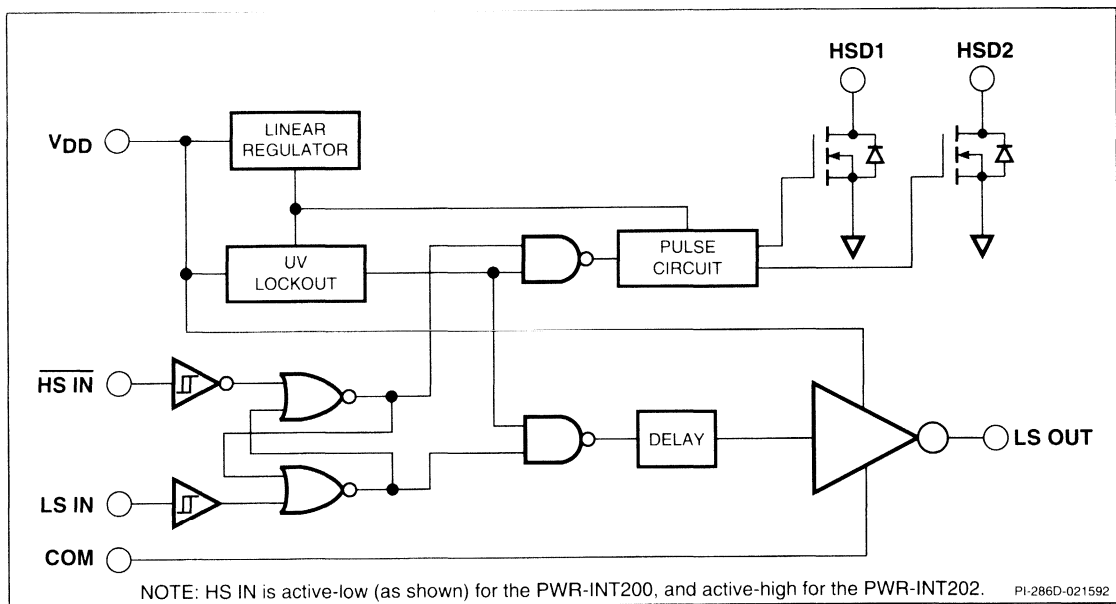 HSD1
HSD2
VDD
LINEAR
REGULATOR
UV
LOCKOUT
PULSE
CIRCUIT
HS IN
DELAY
LS OUT
LS IN
COM
NOTE: HS IN is active-low (as shown) for the PWR-INT200, and active-high for the PWR-INT202.
PI-286D-021592